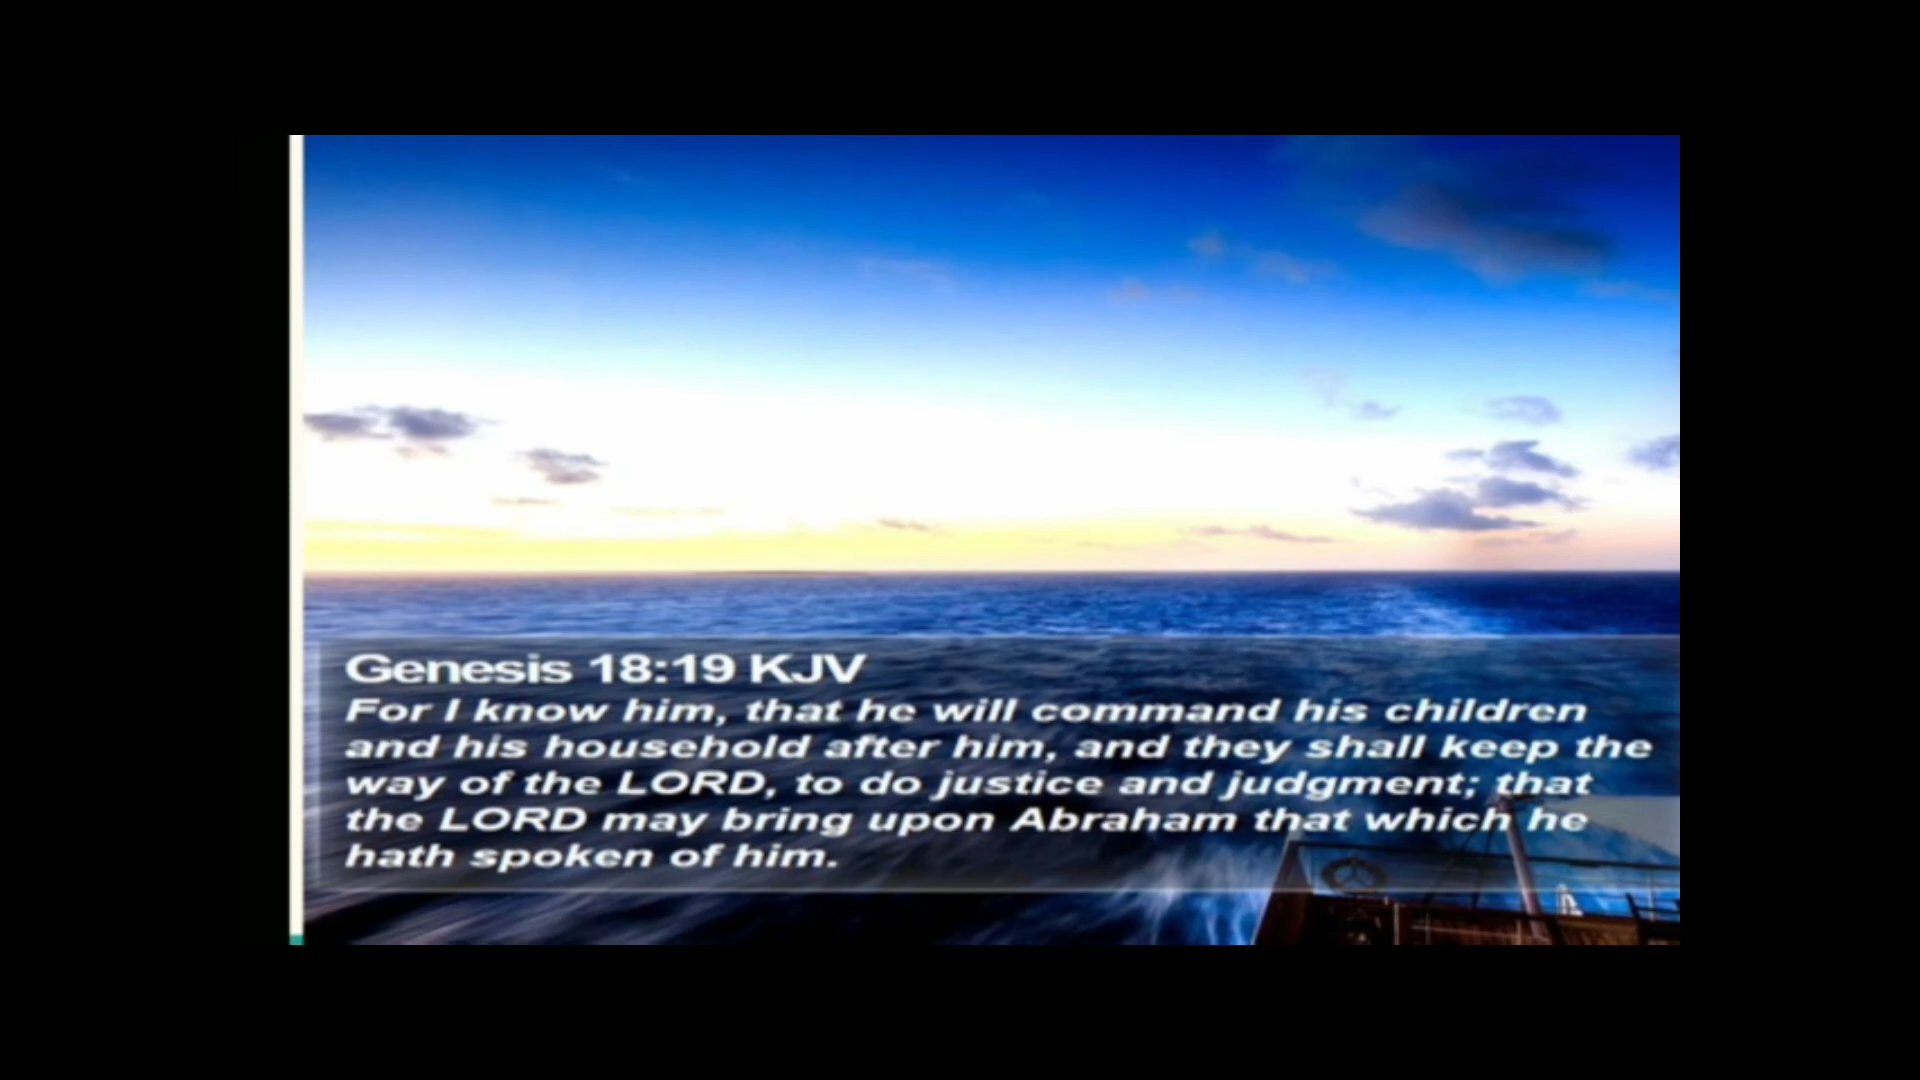 Genesis 18:19 KJV
For I know him, that he will command his children
and his household after him, and they shall keep the
way of the LORD, to do justice and judgment; that
the LORD may bring upon Abraham that which he
hath spoken of him.